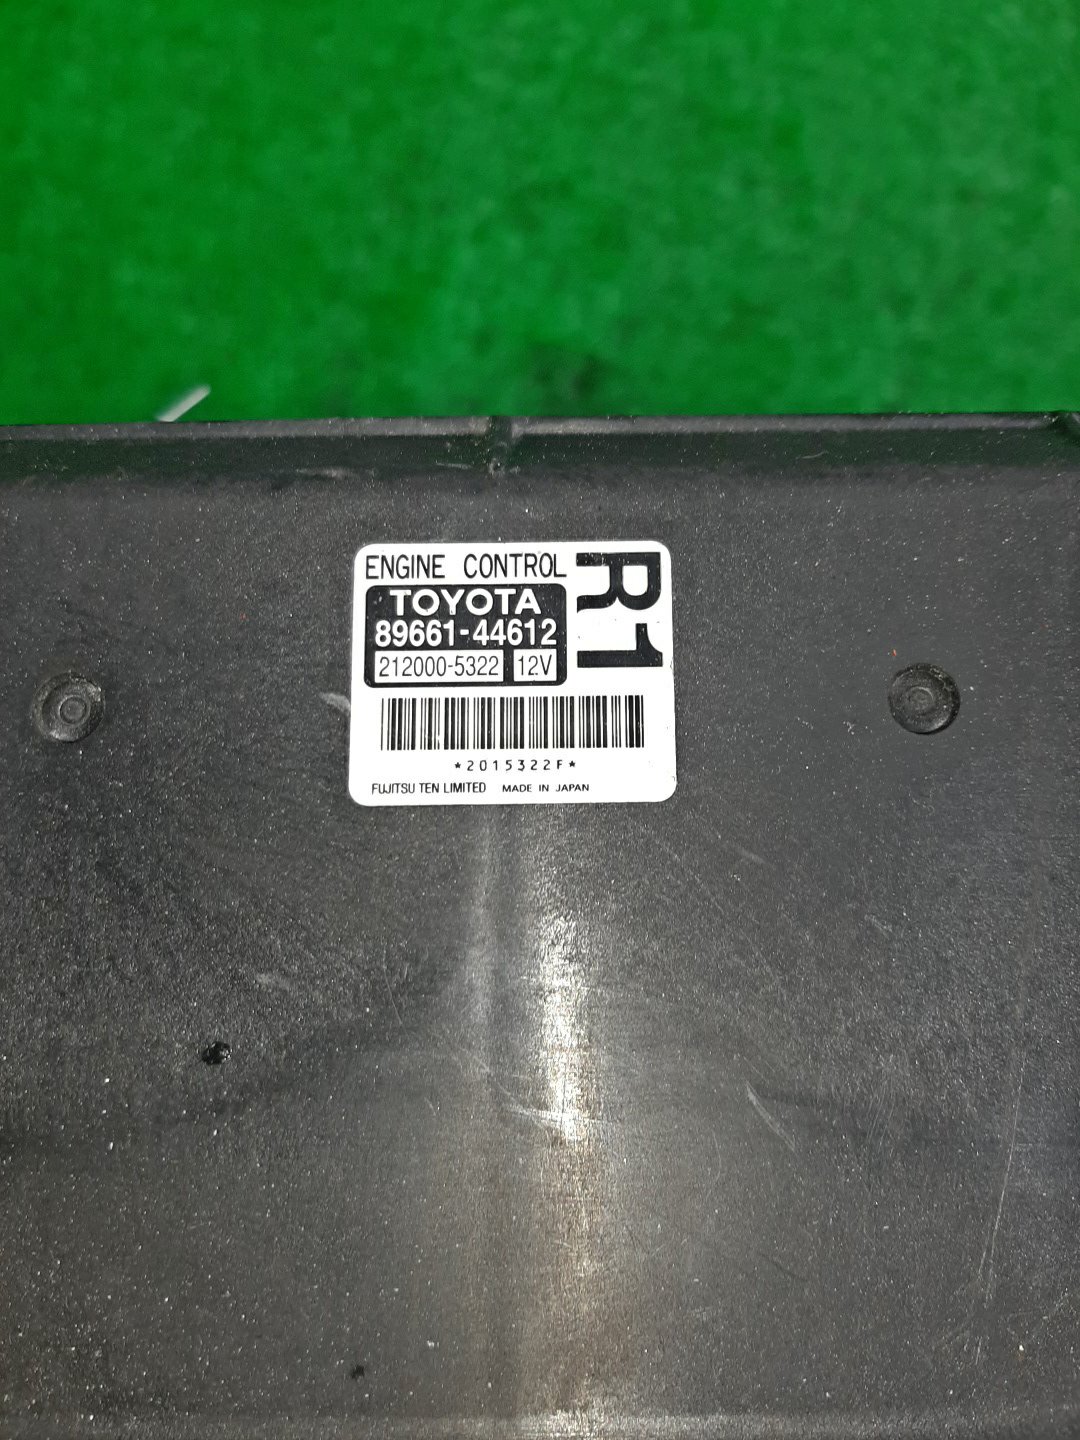 ENGINE CONTROL
R1
TOYOTA
89661-44612
212000-5322 12V
*2015322F*
FUJITSU TEN LIMITED MADE IN JAPAN